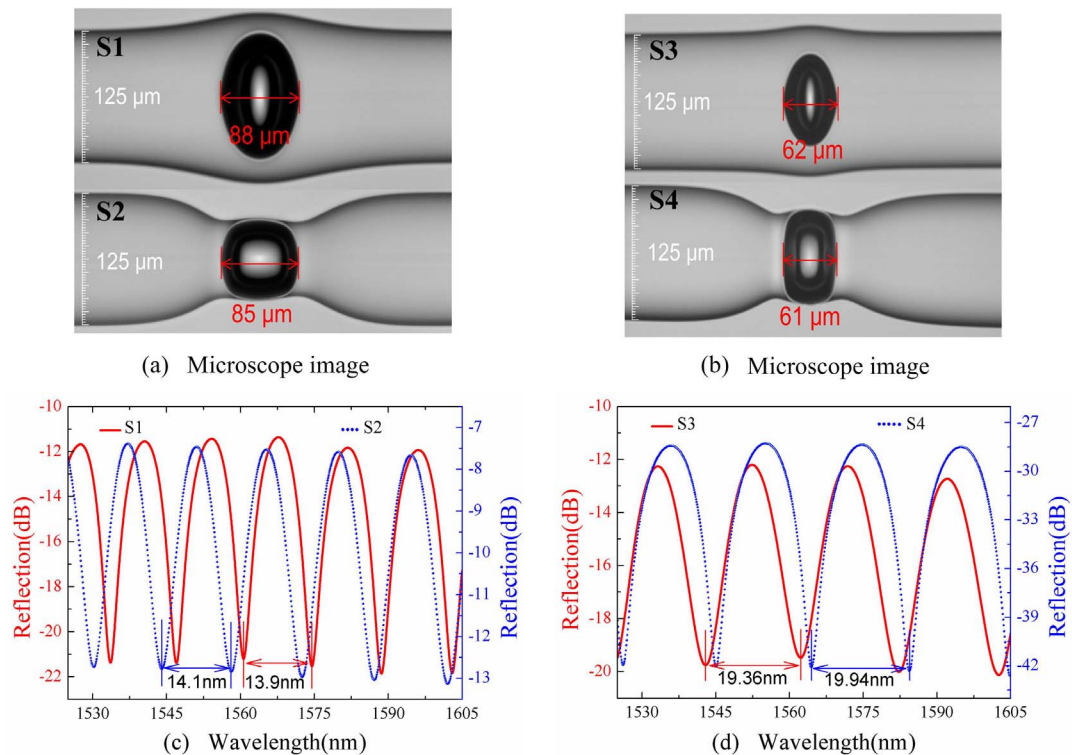 S1
125 μm
88 μm
S2
125 μm
85 μm
(a) Microscope image
S3
125 μm
62 μm
S4
125 μm
61 μm
(b) Microscope image
-10
-12
-14
-16
-18
-20
-22
Reflection(dB)
S1
S2
14.1nm
13.9nm
-7
-8
-9
-10
-11
-12
-13
Reflection(dB)
1530 1545 1560 1575 1590 1605
(c) Wavelength(nm)
-10
-12
-14
-16
-18
-20
Reflection(dB)
S3
S4
19.36nm
19.94nm
-28
-33
-38
-42
Reflection(dB)
1530 1545 1560 1575 1590 1605
(d) Wavelength(nm)